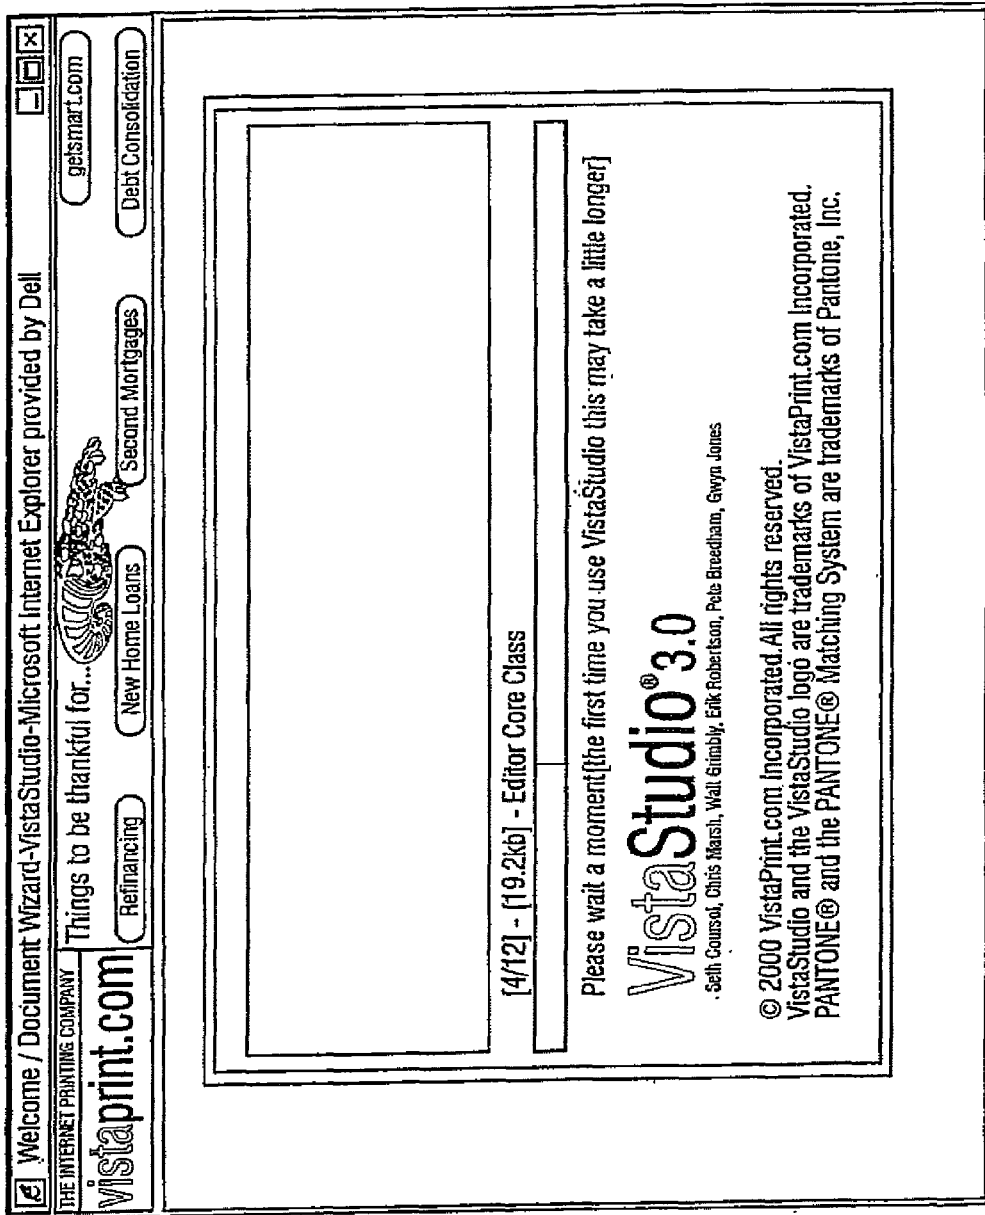 Welcome / Document Wizard-VistaStudio-Microsoft Internet Explorer provided by Dell
THE INTERNET PRINTING COMPANY
vistaprint.com
Things to be thankful for...
getsmart.com
Refinancing
New Home Loans
Second Mortgages
Debt Consolidation
[4/12] - [19.2kb] - Editor Core Class
Please wait a moment[the first time you use VistaStudio this may take a little longer]
VistaStudio® 3.0
Seth Coursol, Chris Marsh, Walt Grimbly, Erik Robertson, Pete Breedham, Gwyn Jones
© 2000 VistaPrint.com Incorporated. All rights reserved.
VistaStudio and the VistaStudio logo are trademarks of VistaPrint.com Incorporated.
PANTONE® and the PANTONE® Matching System are trademarks of Pantone, Inc.